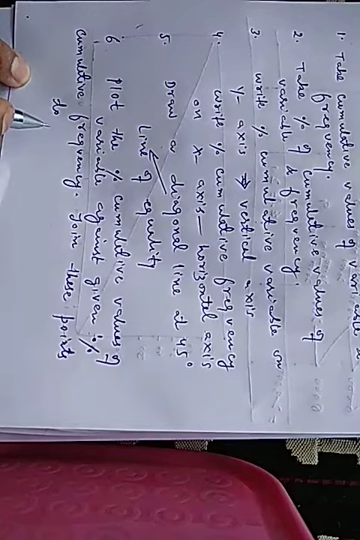 1. Take cumulative values of variable &
frequency.
2. Take % of cumulative values of
variable & frequency
3. write % cumulative variable on
Y-axis → vertical axis
4. write % cumulative frequency
on X-axis — horizontal axis
5. Draw a diagonal line at 45°
Line of equality
6. Plot the % cumulative values of
variable against given %
cumulative frequency. Join these points
to